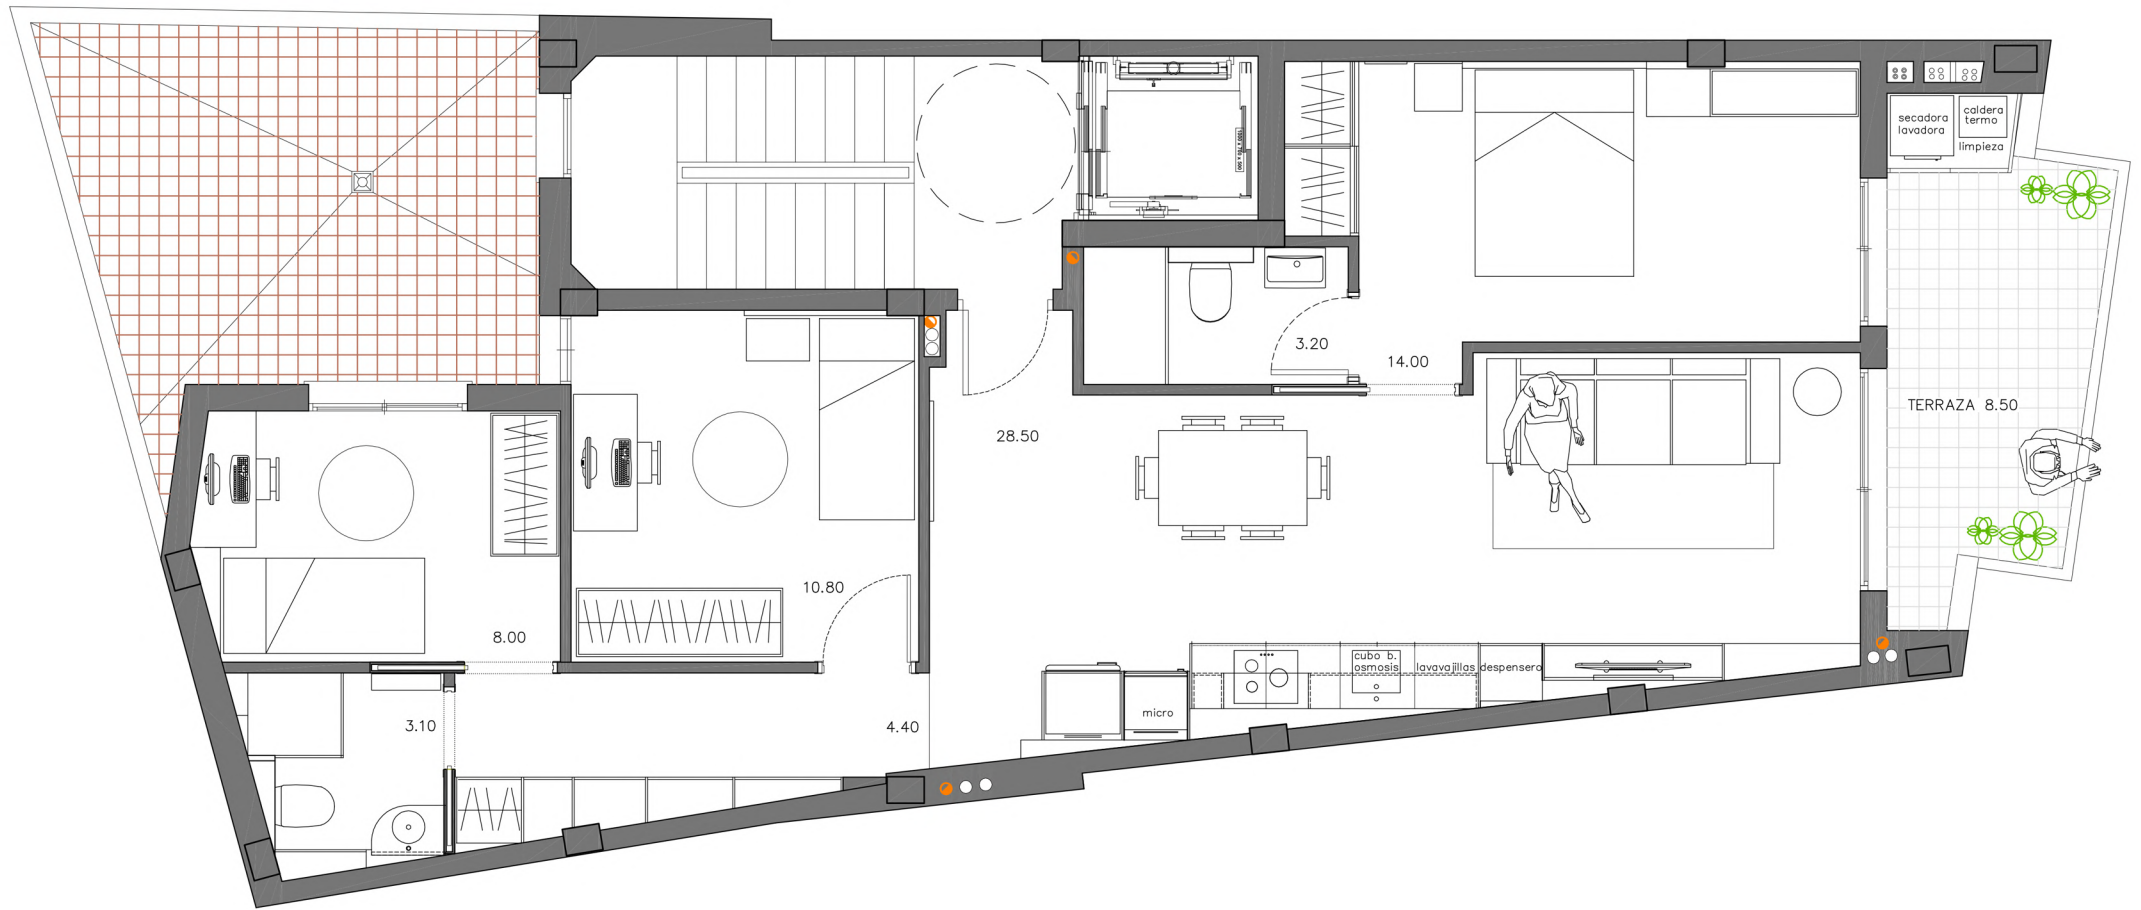 secadora
lavadora
caldera
termo
limpieza
3.20
14.00
TERRAZA 8.50
28.50
10.80
8.00
cubo b.
osmosis
lavavajillas
despensero
micro
3.10
4.40